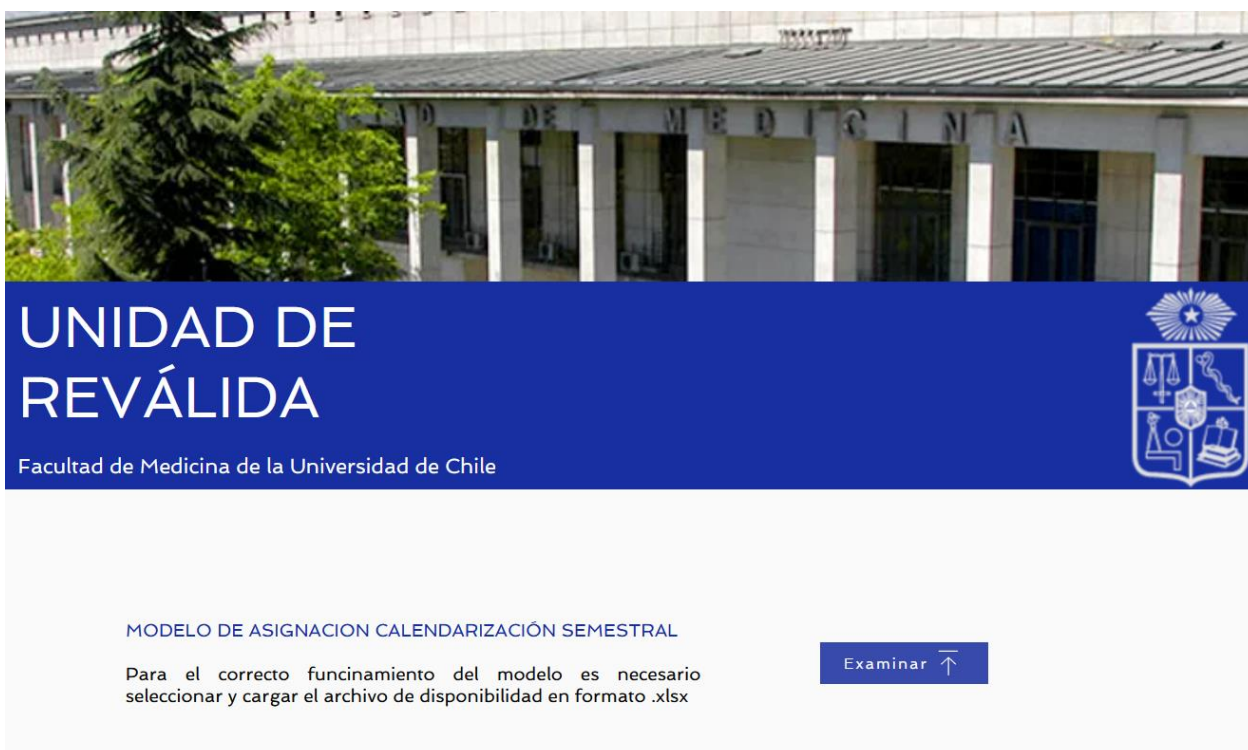 AD DE MEDICINA
UNIDAD DE
REVÁLIDA
Facultad de Medicina de la Universidad de Chile
MODELO DE ASIGNACION CALENDARIZACIÓN SEMESTRAL
Para el correcto funcinamiento del modelo es necesario
seleccionar y cargar el archivo de disponibilidad en formato .xlsx
Examinar